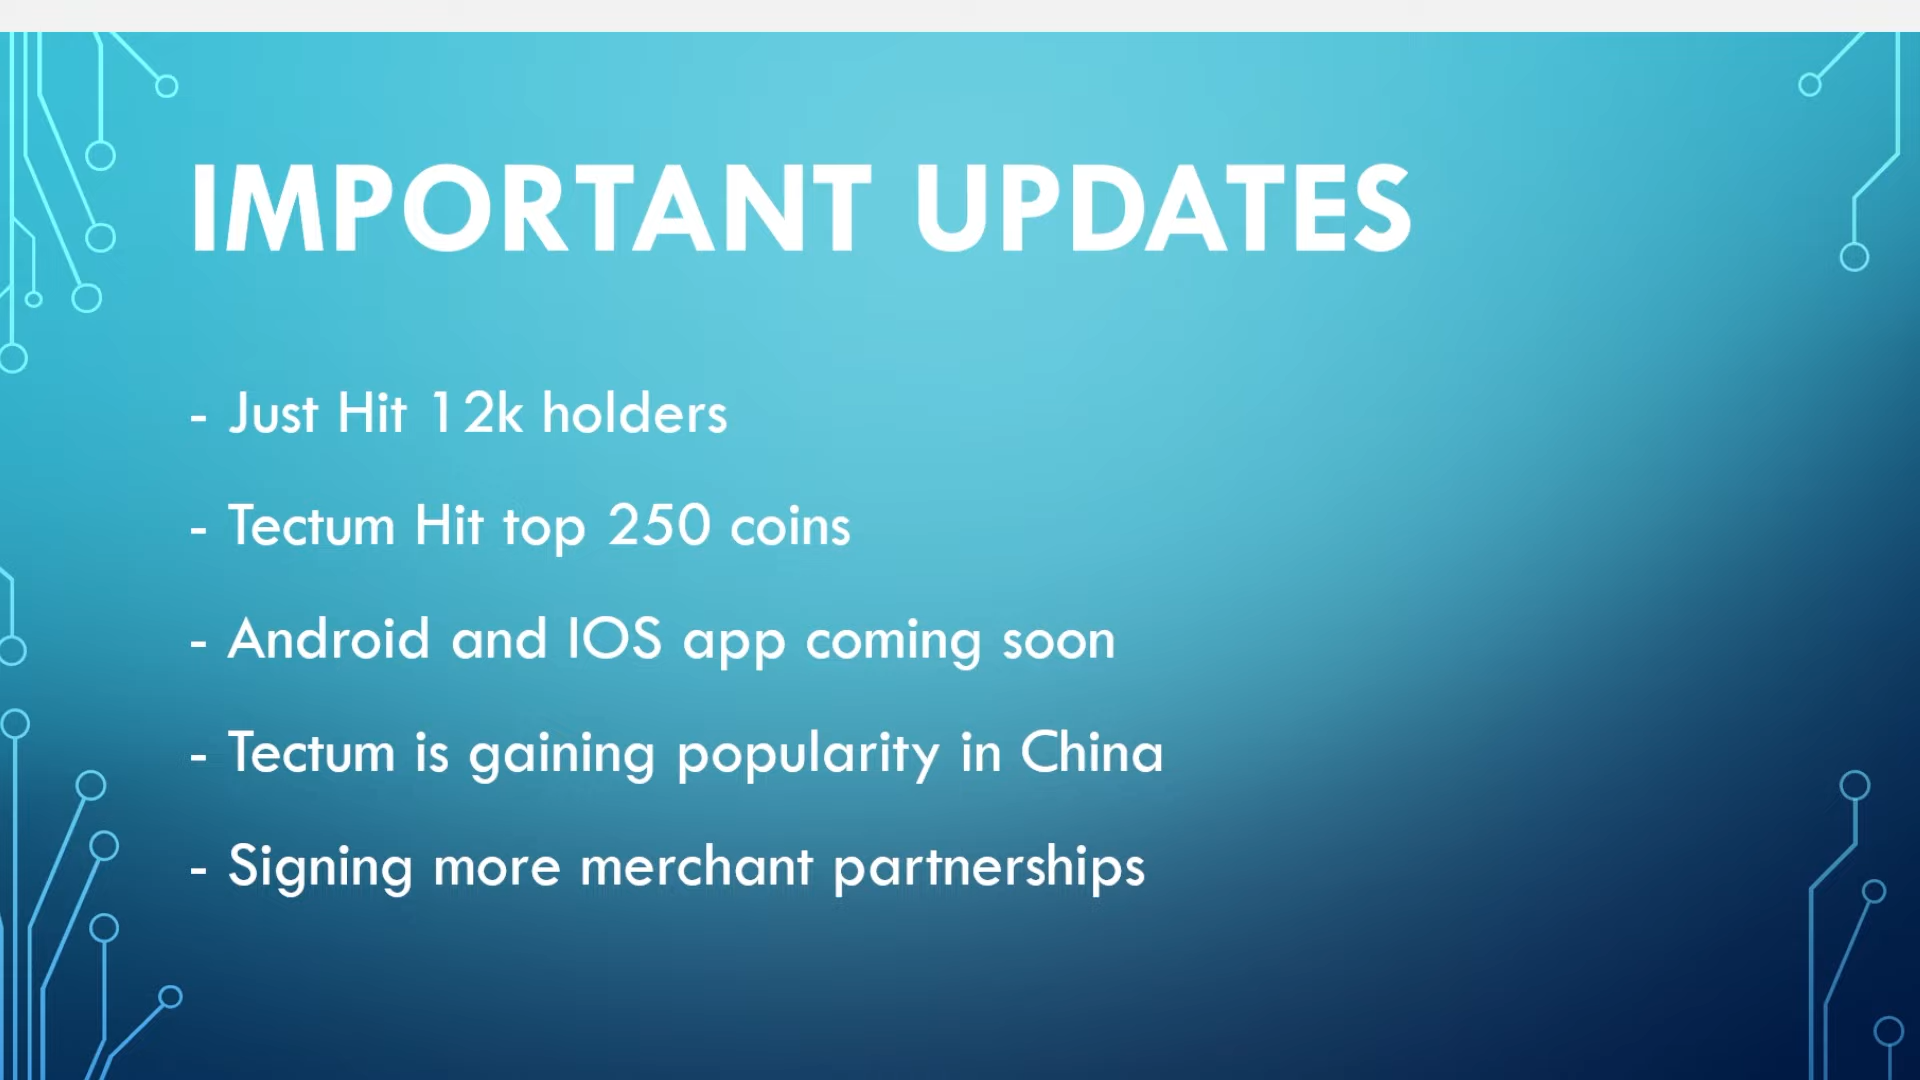 IMPORTANT UPDATES
- Just Hit 12k holders
- Tectum Hit top 250 coins
- Android and IOS app coming soon
- Tectum is gaining popularity in China
- Signing more merchant partnerships